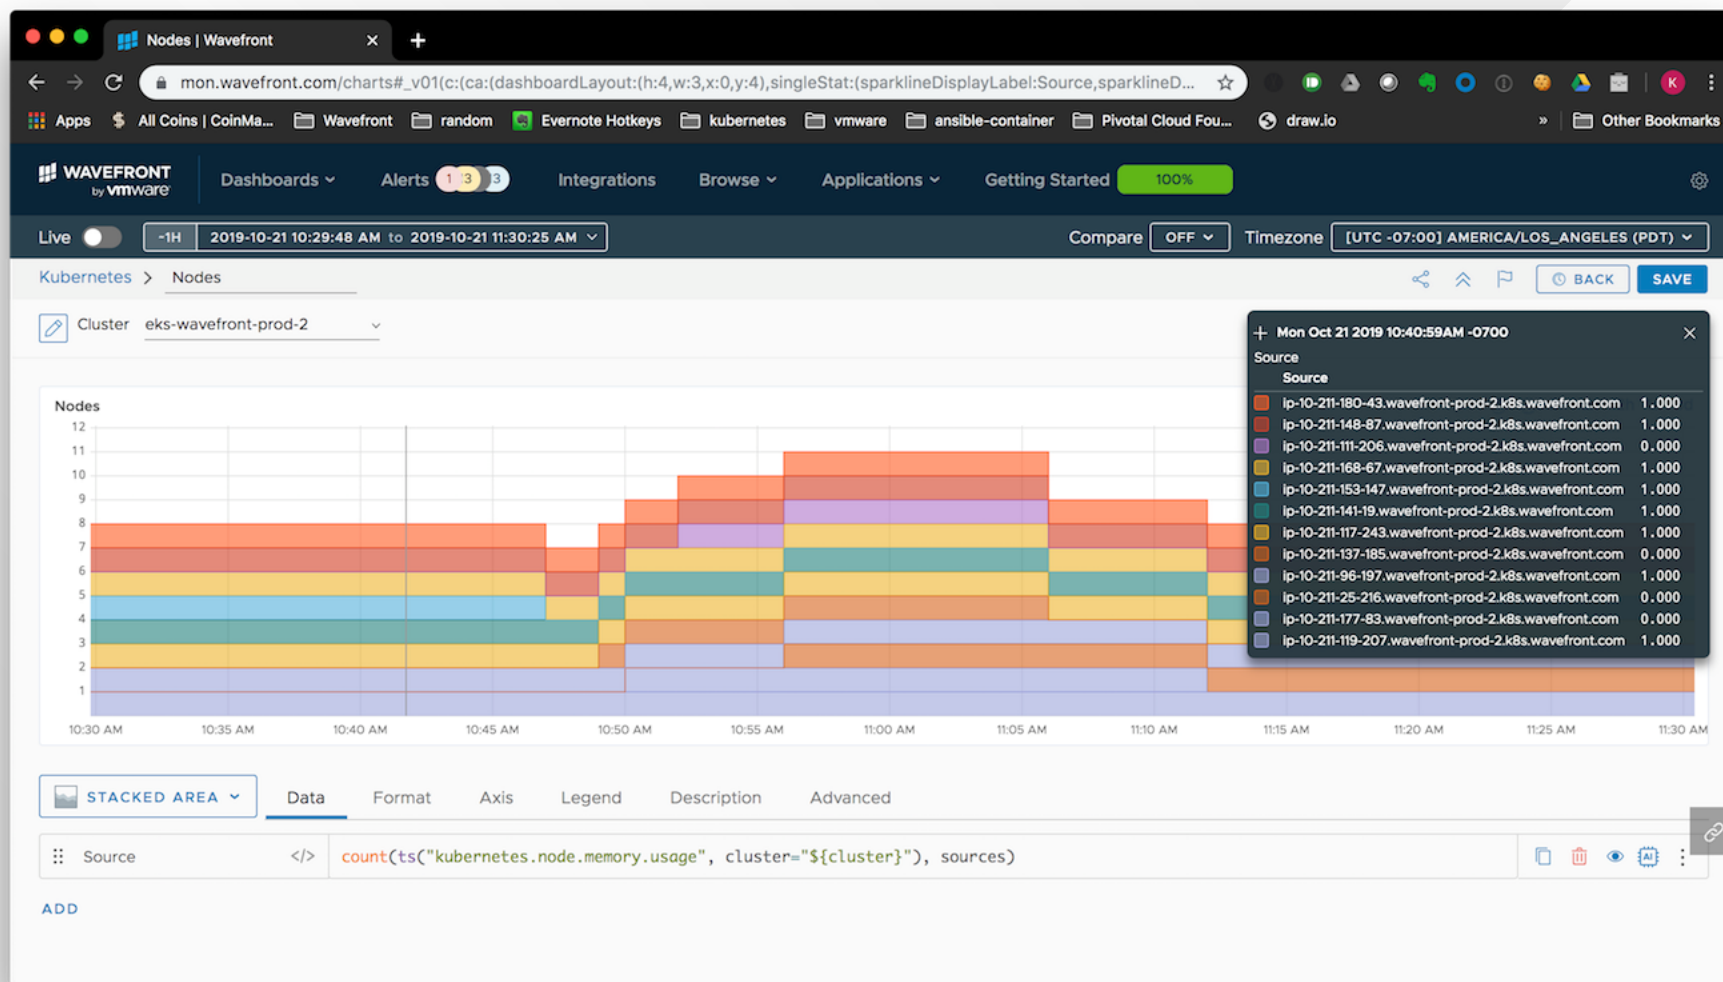 Nodes | Wavefront
mon.wavefront.com/charts#_v01(c:(ca:(dashboardLayout:(h:4,w:3,x:0,y:4),singleStat:(sparklineDisplayLabel:Source,sparklineD...
K
Apps $ All Coins | CoinMa... Wavefront random Evernote Hotkeys kubernetes vmware ansible-container Pivotal Cloud Fou... draw.io » Other Bookmarks
WAVEFRONT
by vmware
Dashboards Alerts 1 3 3 Integrations Browse Applications Getting Started 100%
Live -1H 2019-10-21 10:29:48 AM to 2019-10-21 11:30:25 AM Compare OFF Timezone [UTC -07:00] AMERICA/LOS_ANGELES (PDT)
Kubernetes > Nodes BACK SAVE
Cluster eks-wavefront-prod-2
Mon Oct 21 2019 10:40:59AM -0700
Source
Source
ip-10-211-180-43.wavefront-prod-2.k8s.wavefront.com 1.000
ip-10-211-148-87.wavefront-prod-2.k8s.wavefront.com 1.000
ip-10-211-111-206.wavefront-prod-2.k8s.wavefront.com 0.000
ip-10-211-168-67.wavefront-prod-2.k8s.wavefront.com 1.000
ip-10-211-153-147.wavefront-prod-2.k8s.wavefront.com 1.000
ip-10-211-141-19.wavefront-prod-2.k8s.wavefront.com 1.000
ip-10-211-117-243.wavefront-prod-2.k8s.wavefront.com 1.000
ip-10-211-137-185.wavefront-prod-2.k8s.wavefront.com 0.000
ip-10-211-96-197.wavefront-prod-2.k8s.wavefront.com 1.000
ip-10-211-25-216.wavefront-prod-2.k8s.wavefront.com 0.000
ip-10-211-177-83.wavefront-prod-2.k8s.wavefront.com 0.000
ip-10-211-119-207.wavefront-prod-2.k8s.wavefront.com 1.000
Nodes
12
11
10
9
8
7
6
5
4
3
2
1
10:30 AM 10:35 AM 10:40 AM 10:45 AM 10:50 AM 10:55 AM 11:00 AM 11:05 AM 11:10 AM 11:15 AM 11:20 AM 11:25 AM 11:30 AM
STACKED AREA Data Format Axis Legend Description Advanced
Source </> count(ts("kubernetes.node.memory.usage", cluster="${cluster}"), sources) AI
ADD